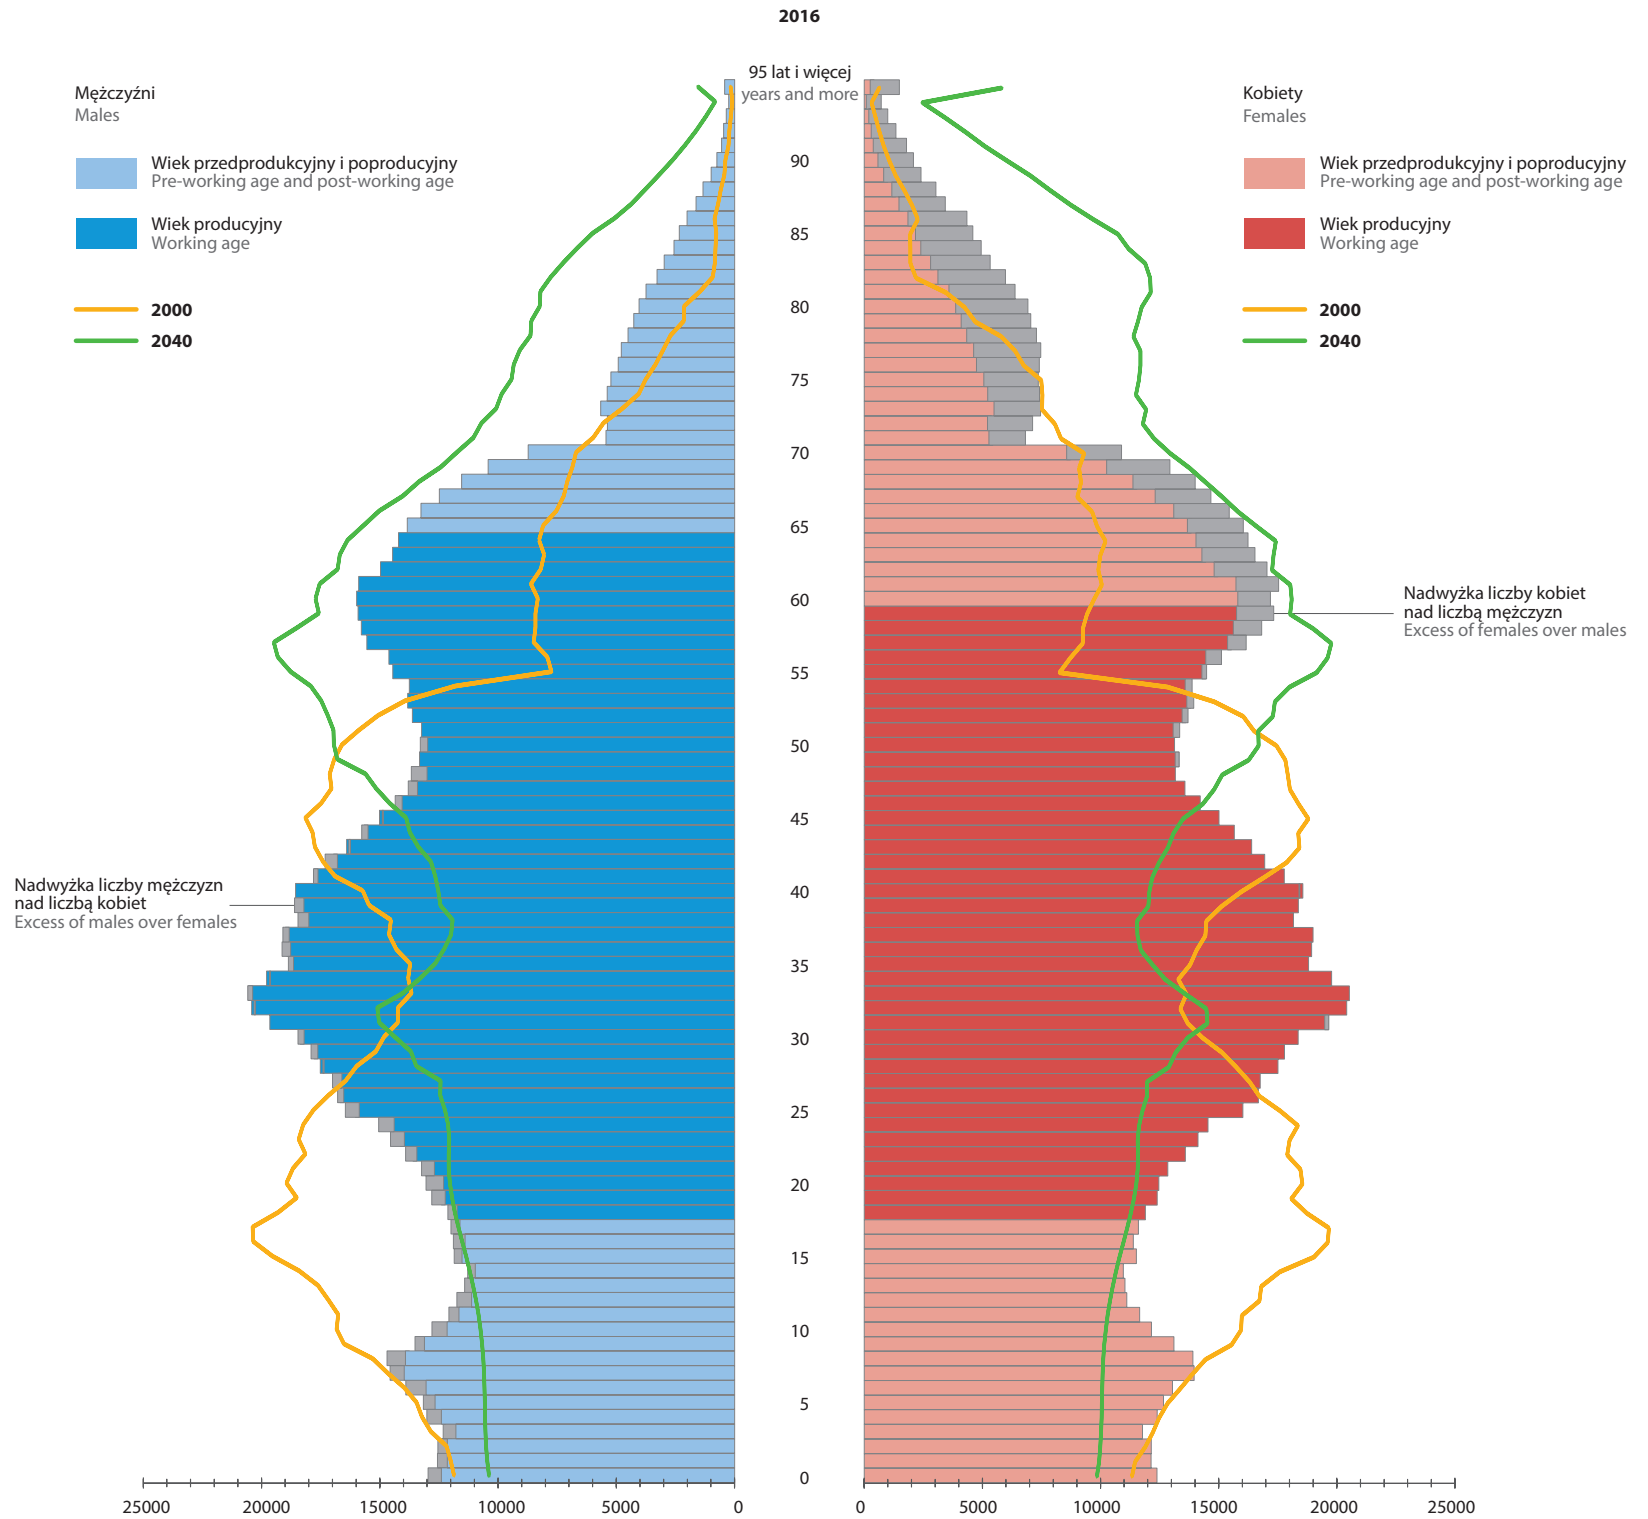 2016
95 lat i więcej
years and more
Mężczyźni
Males
Wiek przedprodukcyjny i poproducyjny
Pre-working age and post-working age
Wiek producyjny
Working age
2000
2040
Kobiety
Females
Wiek przedprodukcyjny i poproducyjny
Pre-working age and post-working age
Wiek producyjny
Working age
2000
2040
90
85
80
75
70
65
60
55
50
45
40
35
30
25
20
15
10
5
0
Nadwyżka liczby kobiet
nad liczbą mężczyzn
Excess of females over males
Nadwyżka liczby mężczyzn
nad liczbą kobiet
Excess of males over females
25000 20000 15000 10000 5000 0
0 5000 10000 15000 20000 25000